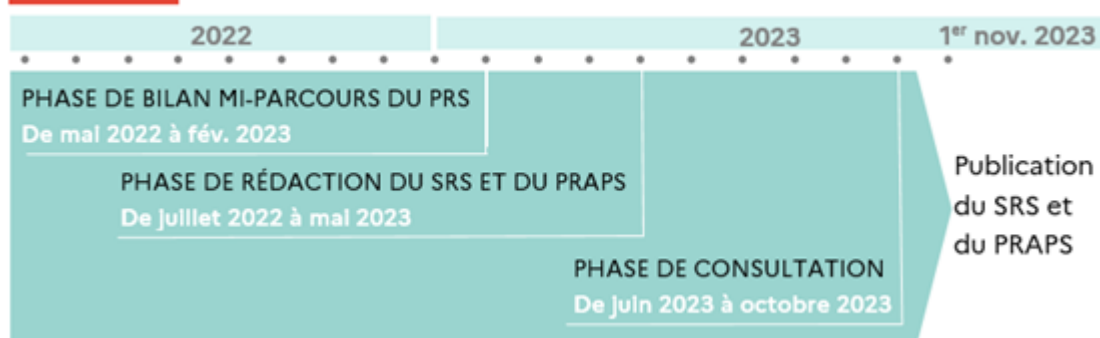 2022
2023
1er nov. 2023
PHASE DE BILAN MI-PARCOURS DU PRS
De mai 2022 à fév. 2023
PHASE DE RÉDACTION DU SRS ET DU PRAPS
De juillet 2022 à mai 2023
PHASE DE CONSULTATION
De juin 2023 à octobre 2023
Publication
du SRS et
du PRAPS